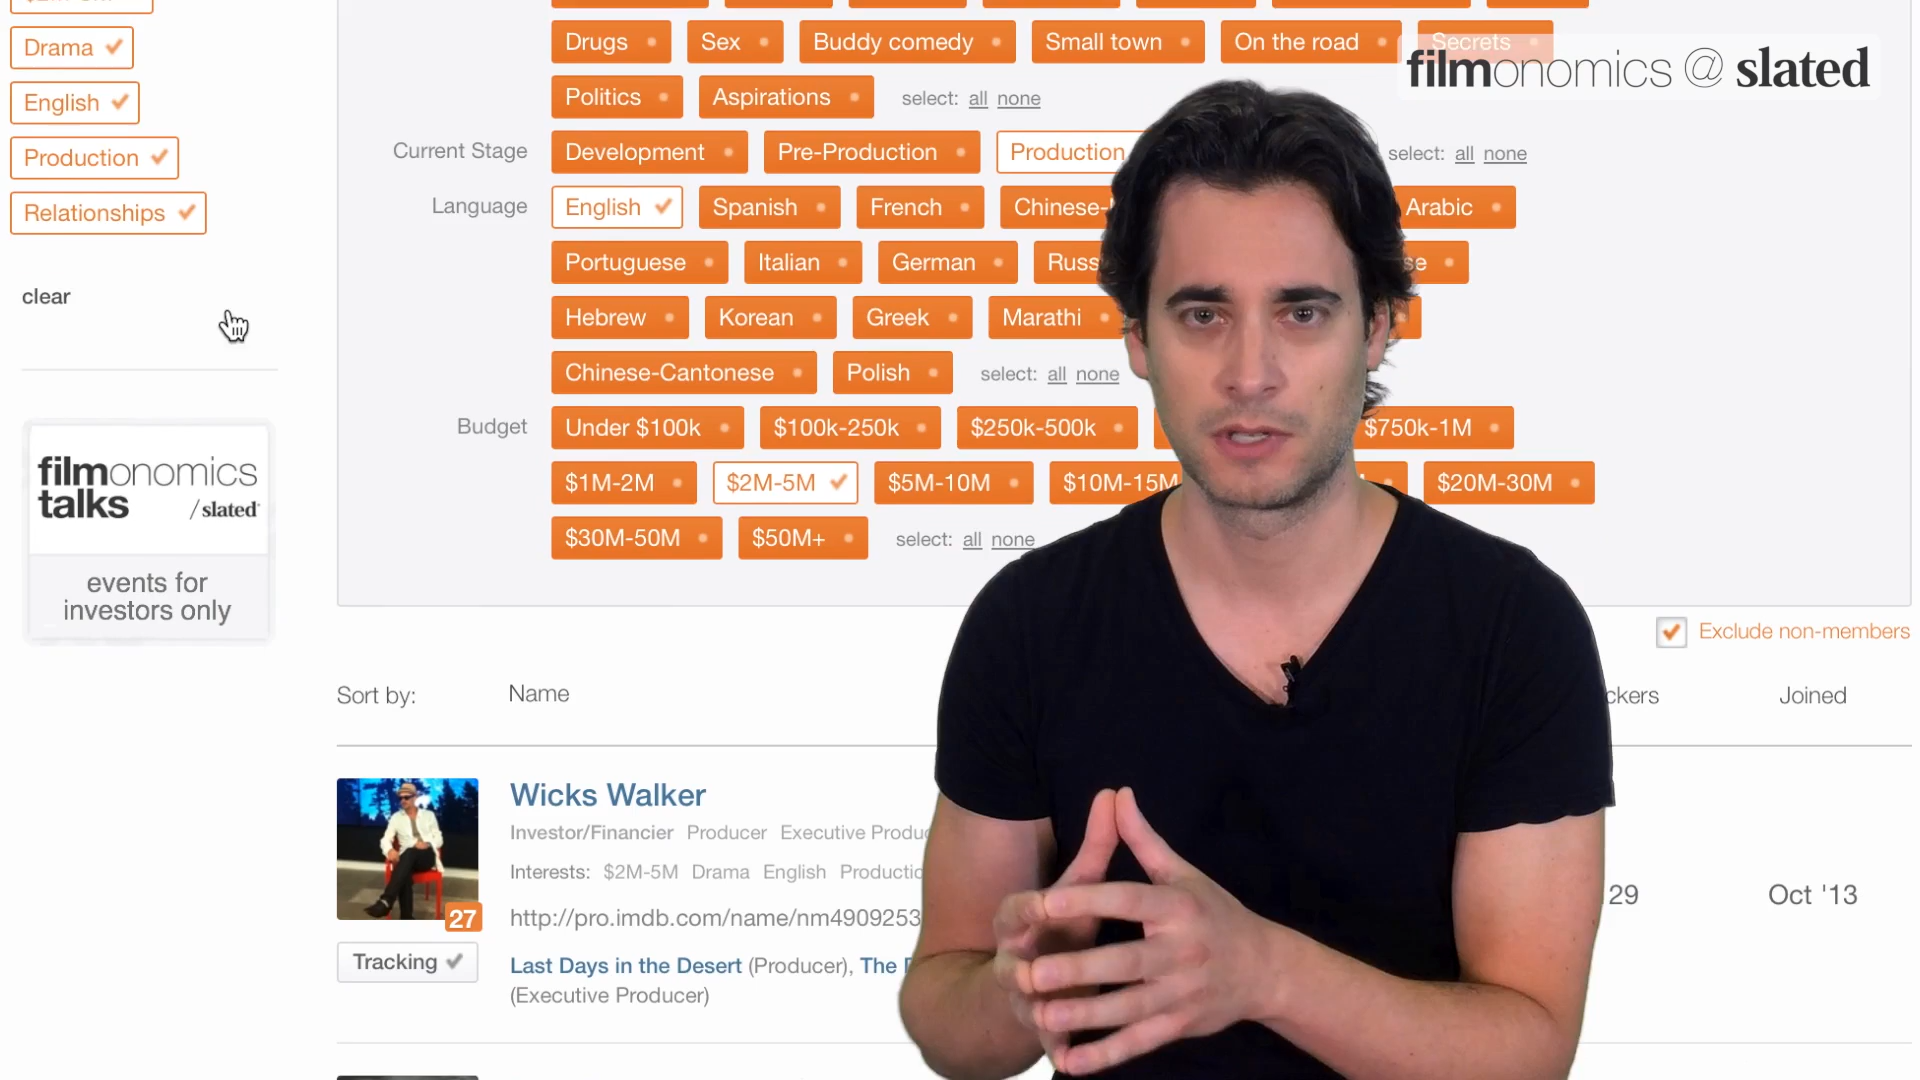 Drama
English
Production
Relationships
clear
filmonomics
talks
/ slated
events for
investors only
Drugs Sex Buddy comedy Small town On the road Secrets
filmonomics @ slated
Politics Aspirations select: all none
Current Stage Development Pre-Production Production select: all none
Language English Spanish French Arabic
Portuguese Italian German
Hebrew Korean Greek Marathi
Chinese-Cantonese Polish select: all none
Budget Under $100k $100k-250k $250k-500k $750k-1M
$1M-2M $2M-5M $5M-10M $10M-15M $20M-30M
$30M-50M $50M+ select: all none
Exclude non-members
Sort by: Name Joined
Wicks Walker
Investor/Financier Producer Executive
Interests: $2M-5M Drama English
http://pro.imdb.com/name/nm4909253
29 Oct '13
27
Tracking
Last Days in the Desert (Producer), The
(Executive Producer)